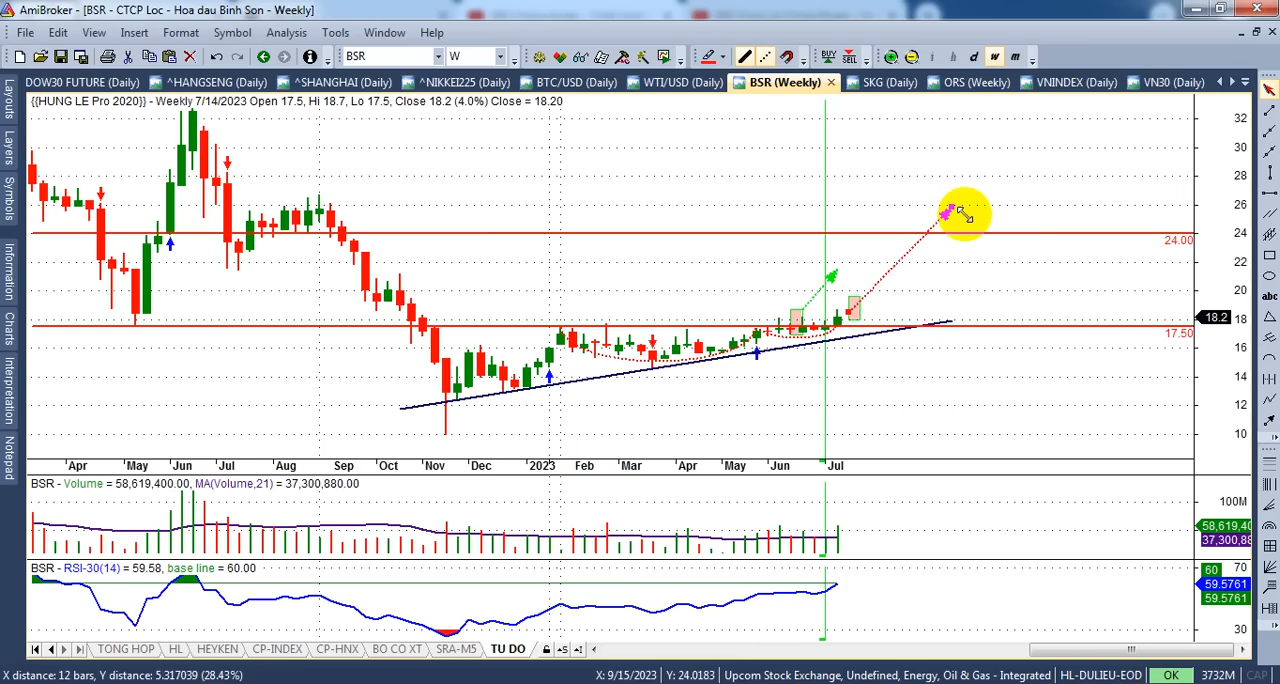 AmiBroker - [BSR - CTCP Loc - Hoa dau Binh Son - Weekly]
File Edit View Insert Format Symbol Analysis Tools Window Help
BSR W BUY SELL i h d w m
DOW30 FUTURE (Daily) ^HANGSENG (Daily) ^SHANGHAI (Daily) ^NIKKEI225 (Daily) BTC/USD (Daily) WTI/USD (Daily) BSR (Weekly) SKG (Daily) ORS (Weekly) VNINDEX (Daily) VN30 (Daily)
Layouts
Layers
Symbols
Information
Charts
Interpretation
Notepad
{{HUNG LE Pro 2020}} - Weekly 7/14/2023 Open 17.5, Hi 18.7, Lo 17.5, Close 18.2 (4.0%) Close = 18.20
32
30
28
26
24
24.00
22
20
18
18.2
17.50
16
14
12
10
abc
Apr May Jun Jul Aug Sep Oct Nov Dec 2023 Feb Mar Apr May Jun Jul
BSR - Volume = 58,619,400.00, MA(Volume,21) = 37,300,880.00
100M
58,619,40
37,300,88
BSR - RSI-30(14) = 59.58, base line = 60.00
70
60
59.5761
59.5761
30
TONG HOP HL HEYKEN CP-INDEX CP-HNX BO CO XT SRA-M5 TU DO
X distance: 12 bars, Y distance: 5.317039 (28.43%) X: 9/15/2023 Y: 24.0183 Upcom Stock Exchange, Undefined, Energy, Oil & Gas - Integrated HL-DULIEU-EOD OK 3732M CAP